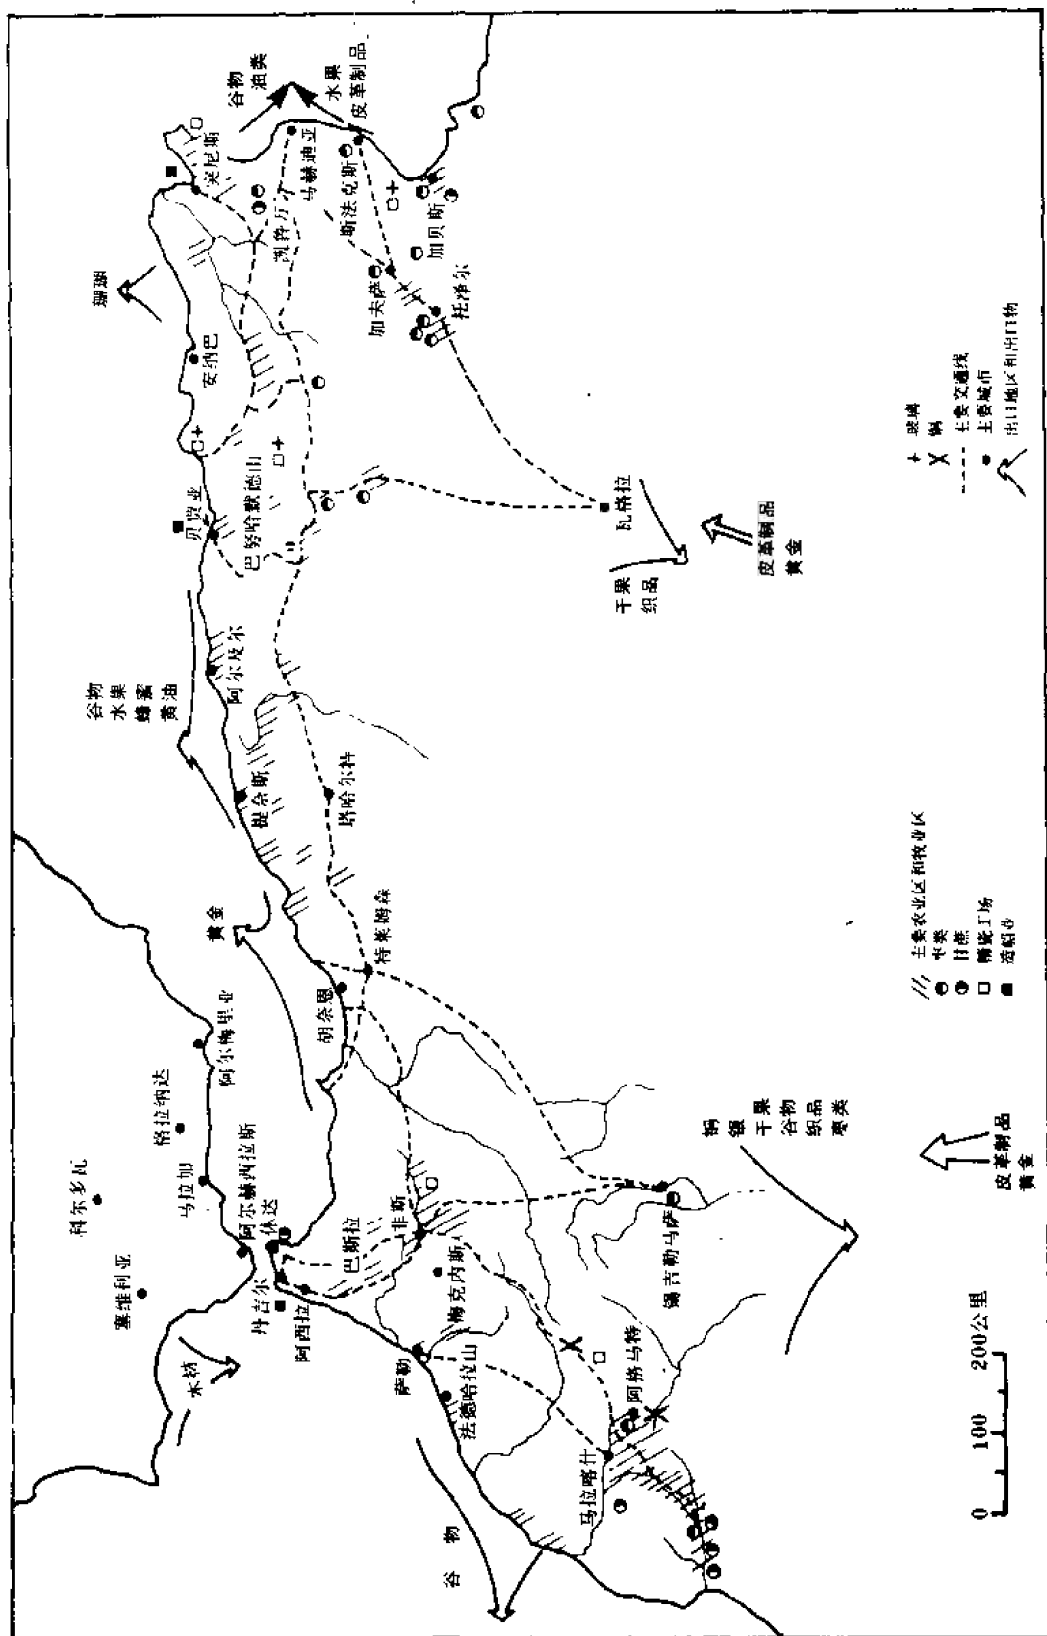 塞维利亚
科尔多瓦
格拉纳达
马拉加
阿尔梅里亚
阿尔赫西拉斯
休达
木材
丹吉尔
阿西拉
巴斯拉
黄金
谷物
水果
蜂蜜
黄油
珊瑚
谷物
油类
水果
皮革制品
胡奈恩
特莱姆森
提奈斯
塔哈尔特
阿尔及尔
贝贾亚
巴努哈默德山
安纳巴
突尼斯
凯鲁万
马赫迪亚
斯法克斯
加夫萨
加贝斯
托泽尔
萨勒
法德哈拉山
梅克内斯
非斯
谷 物
马拉喀什
阿格马特
锡吉勒马萨
铜
银
干果
谷物
织品
枣类
干果
织品
瓦格拉
皮革制品
黄金
皮革制品
黄金
0 100 200公里
主要农业区和牧业区
枣类
甘蔗
精瓷工场
造船业
玻璃
铜
主要交通线
主要城市
出口地区和出口物